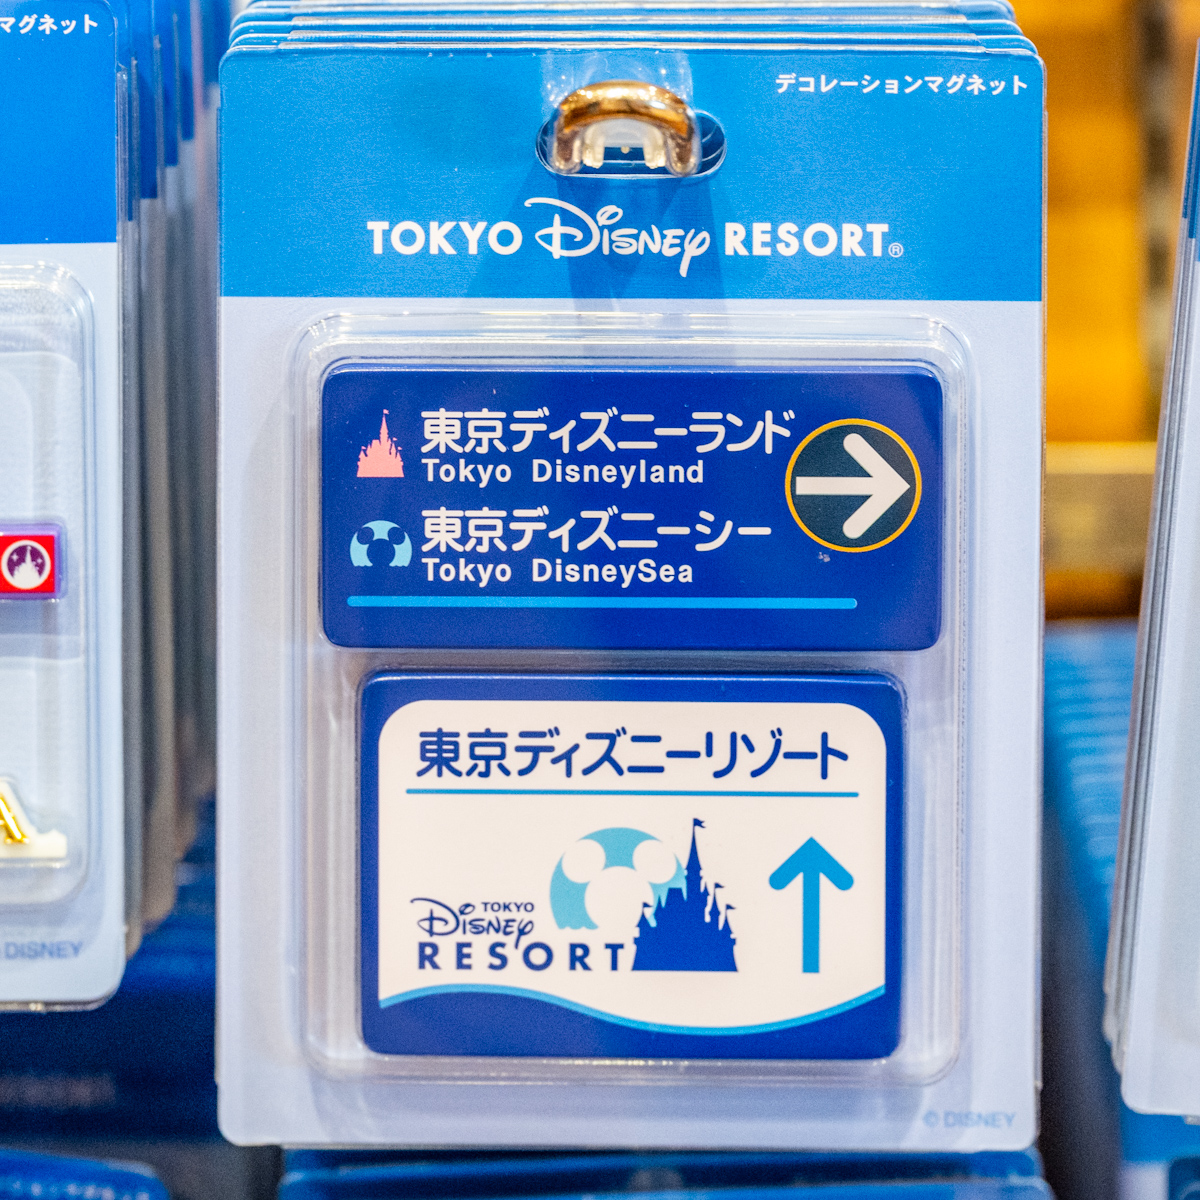 マグネット
デコレーションマグネット
TOKYO Disney RESORT®
東京ディズニーランド
Tokyo Disneyland
東京ディズニーシー
Tokyo DisneySea
東京ディズニーリゾート
TOKYO
Disney
RESORT
© DISNEY
DISNEY